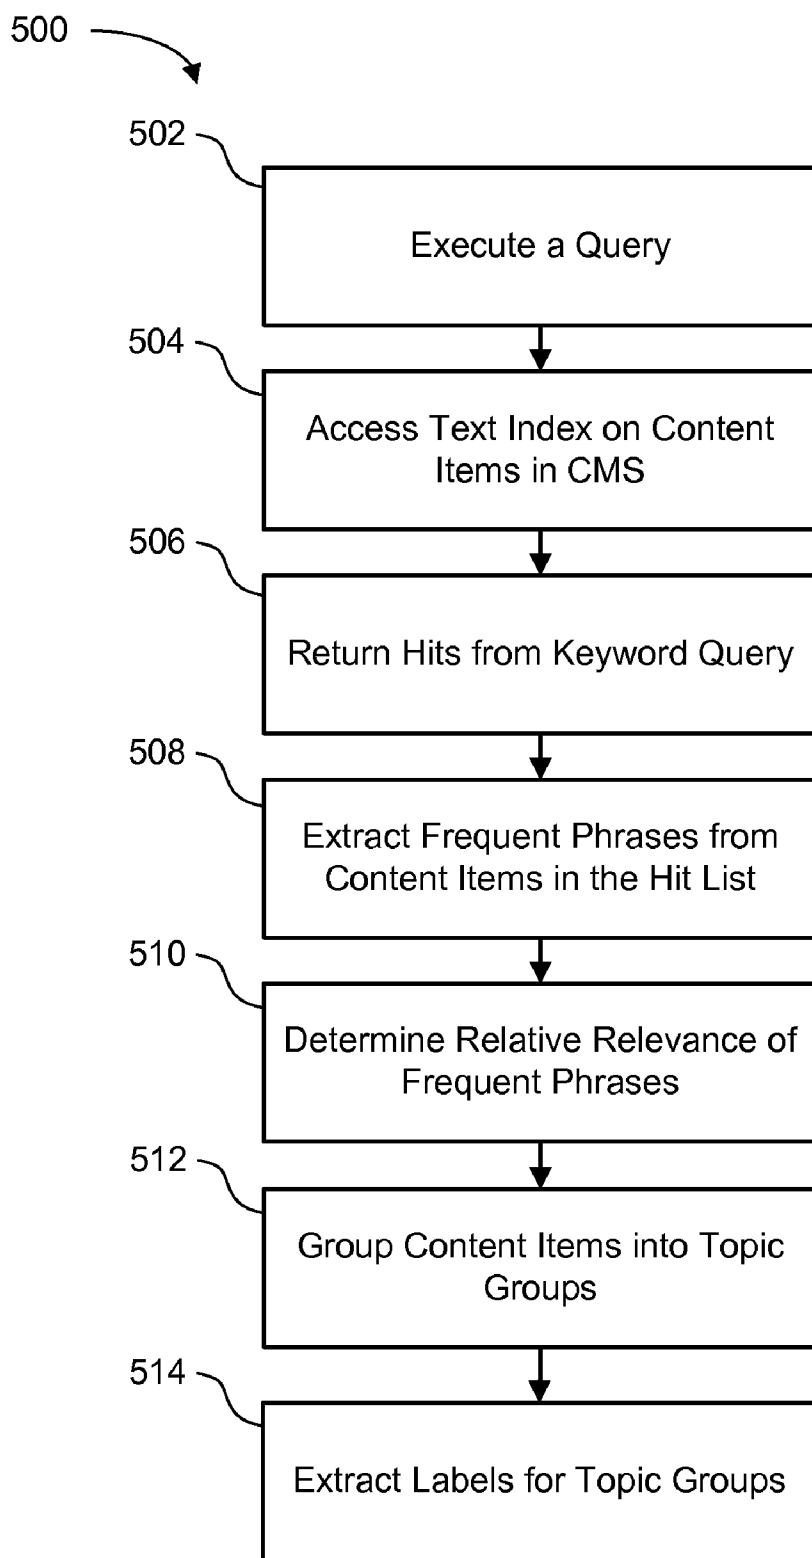 500
502
Execute a Query
504
Access Text Index on Content
Items in CMS
506
Return Hits from Keyword Query
508
Extract Frequent Phrases from
Content Items in the Hit List
510
Determine Relative Relevance of
Frequent Phrases
512
Group Content Items into Topic
Groups
514
Extract Labels for Topic Groups